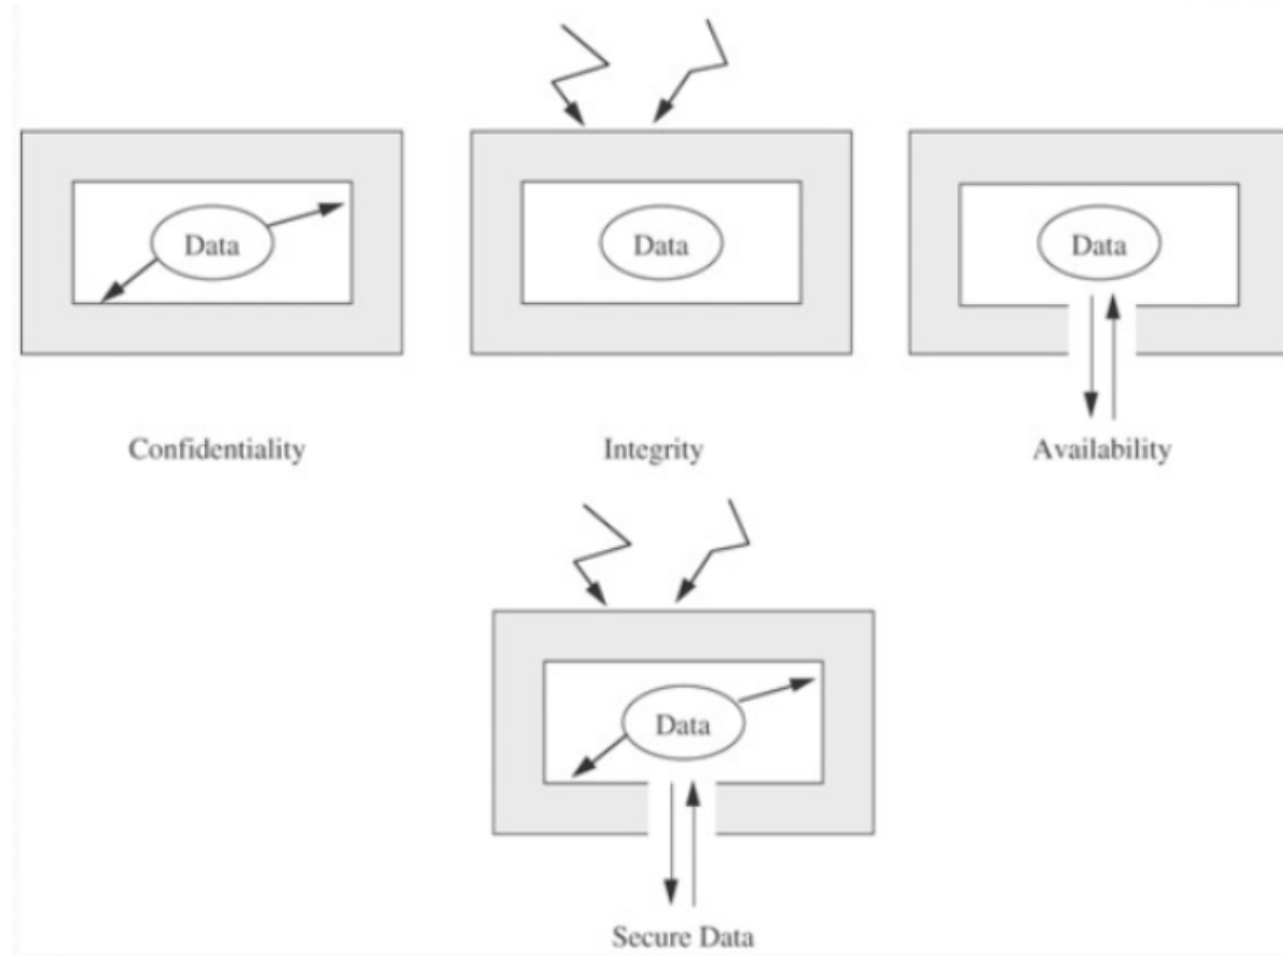 Data
Data
Data
Confidentiality
Integrity
Availability
Data
Secure Data